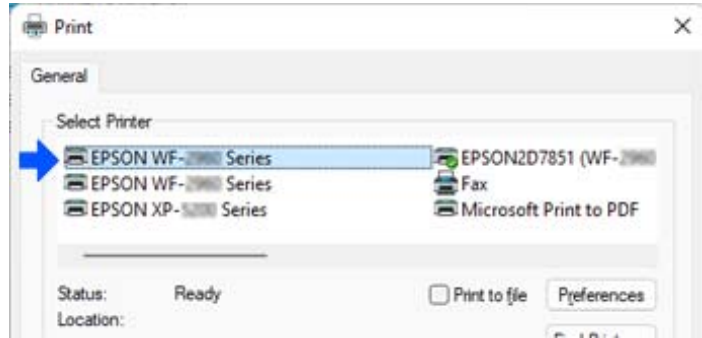 Print
General
Select Printer
EPSON WF- Series
EPSON WF- Series
EPSON XP- Series
EPSON2D7851 (WF-
Fax
Microsoft Print to PDF
Status: Ready
Print to file
Preferences
Location: